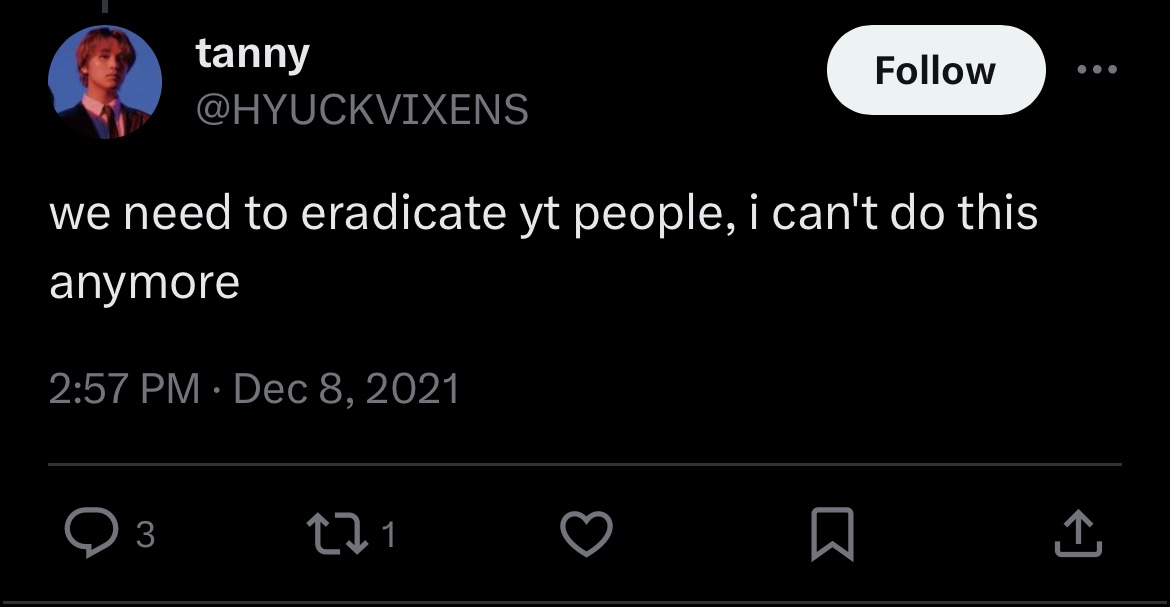 tanny
@HYUCKVIXENS
Follow
we need to eradicate yt people, i can't do this
anymore
2:57 PM · Dec 8, 2021
3
1